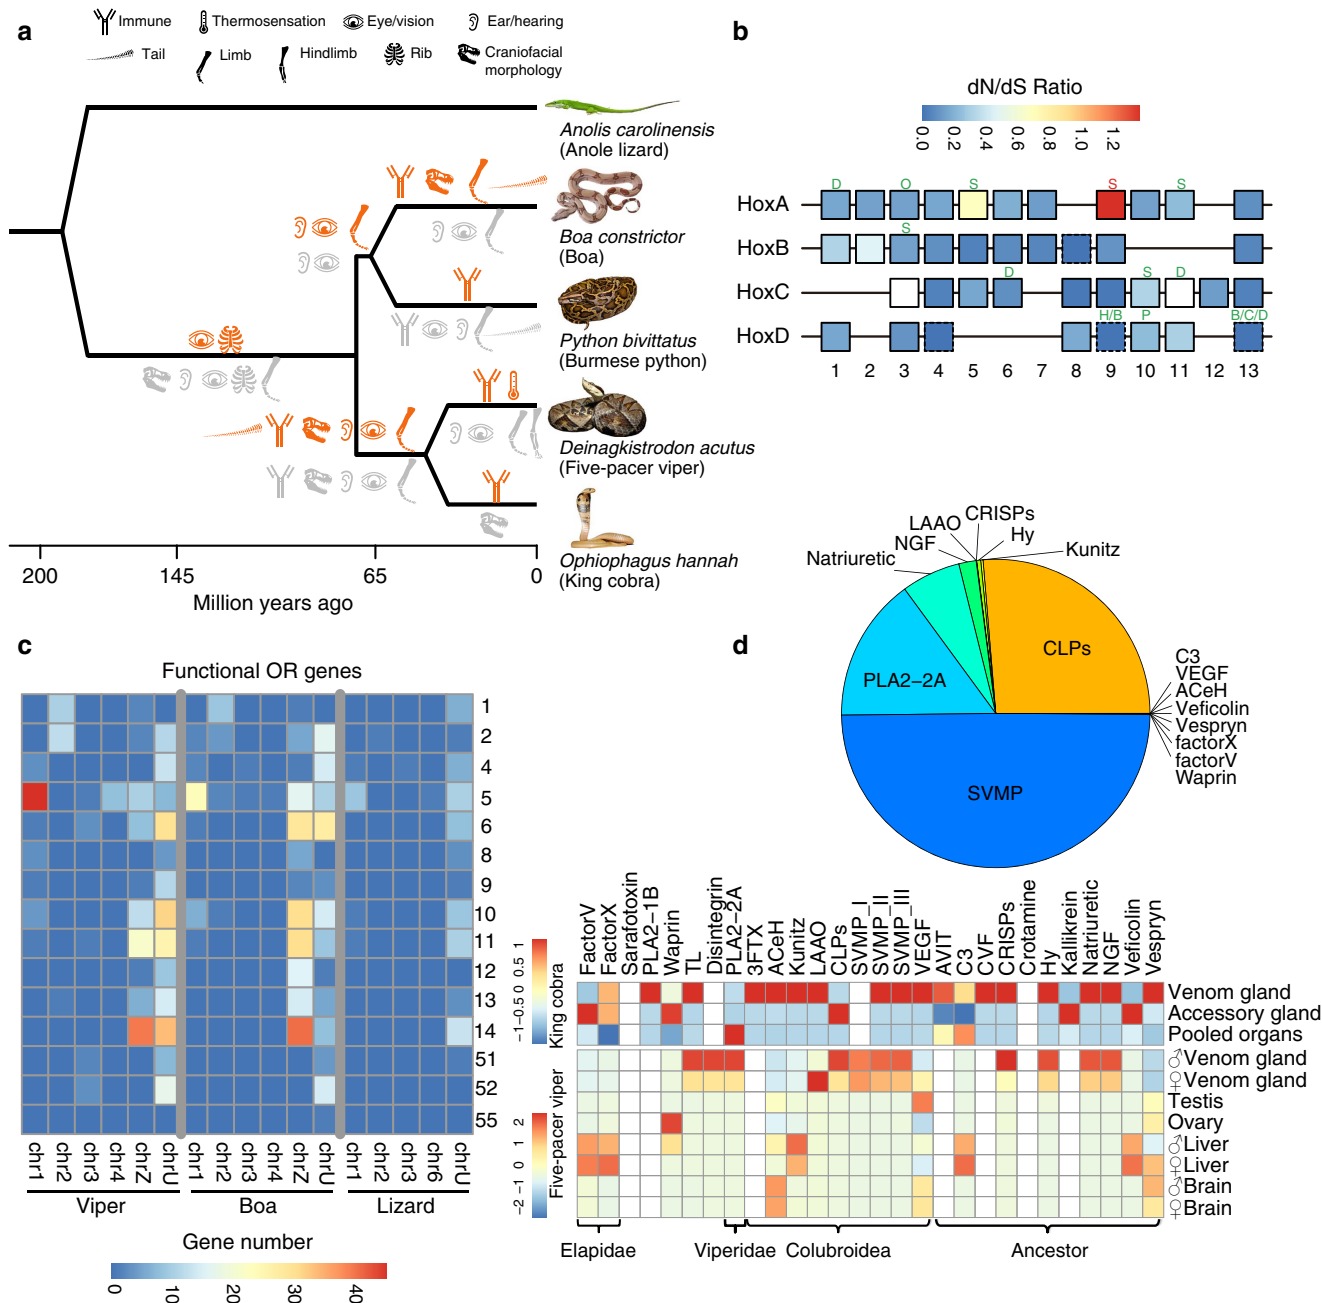 a
Immune
Thermosensation
Eye/vision
Ear/hearing
Tail
Limb
Hindlimb
Rib
Craniofacial
morphology
Anolis carolinensis
(Anole lizard)
Boa constrictor
(Boa)
Python bivittatus
(Burmese python)
Deinagkistrodon acutus
(Five-pacer viper)
Ophiophagus hannah
(King cobra)
200 145 65 0
Million years ago
b
dN/dS Ratio
0.0 0.2 0.4 0.6 0.8 1.0 1.2
D O S S S
HoxA
S
HoxB
D S D
HoxC
H/B P B/C/D
HoxD
1 2 3 4 5 6 7 8 9 10 11 12 13
c
Functional OR genes
1
2
4
5
6
8
9
10
11
12
13
14
51
52
55
chr1 chr2 chr3 chr4 chrZ chrU chr1 chr2 chr3 chr4 chrZ chrU chr1 chr2 chr3 chr6 chrU
Viper Boa Lizard
Gene number
0 10 20 30 40
d
Natriuretic
NGF
LAAO
CRISPs
Hy
Kunitz
CLPs
PLA2−2A
SVMP
C3
VEGF
ACeH
Veficolin
Vespryn
factorX
factorV
Waprin
FactorV FactorX Sarafotoxin PLA2−1B Waprin TL Disintegrin PLA2−2A 3FTX ACeH Kunitz LAAO CLPs SVMP_I SVMP_II SVMP_III VEGF AVIT C3 CVF CRISPs Crotamine Hy Kallikrein Natriuretic NGF Veficolin Vespryn
−1 −0.5 0 0.5 1
King cobra
Venom gland
Accessory gland
Pooled organs
−2 −1 0 1 2
Five−pacer viper
♂Venom gland
♀Venom gland
Testis
Ovary
♂Liver
♀Liver
♂Brain
♀Brain
Elapidae Viperidae Colubroidea Ancestor